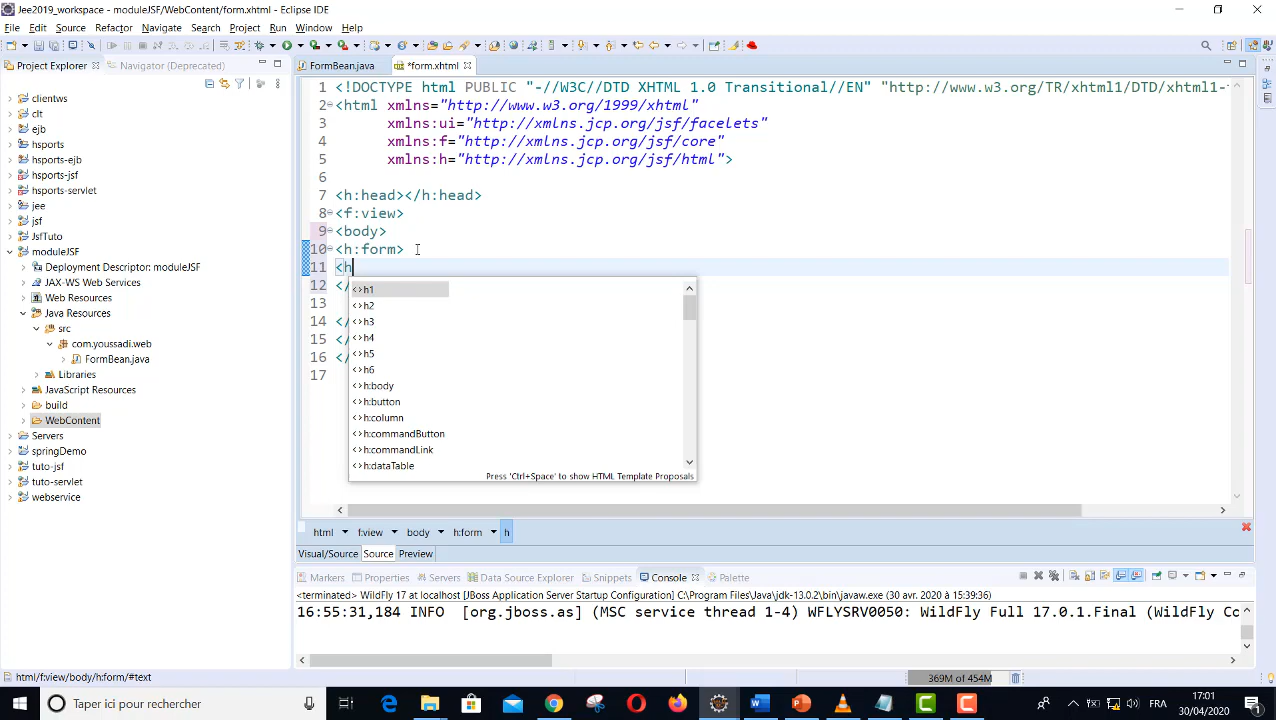 Jee2019_workspace - moduleJSF/WebContent/form.xhtml - Eclipse IDE
File Edit Source Refactor Navigate Search Project Run Window Help
Project Explorer Navigator (Deprecated)
FormBean.java *form.xhtml
clientws
clt
ejb
hsports
hsports-ejb
hsports-jsf
hsports-servlet
jee
jsf
JsfTuto
moduleJSF
Deployment Descriptor: moduleJSF
JAX-WS Web Services
Web Resources
Java Resources
src
com.youssadi.web
FormBean.java
Libraries
JavaScript Resources
build
WebContent
Servers
springDemo
tuto-jsf
tuto-servlet
webservice
1 <!DOCTYPE html PUBLIC "-//W3C//DTD XHTML 1.0 Transitional//EN" "http://www.w3.org/TR/xhtml1/DTD/xhtml1-
2 <html xmlns="http://www.w3.org/1999/xhtml"
3 xmlns:ui="http://xmlns.jcp.org/jsf/facelets"
4 xmlns:f="http://xmlns.jcp.org/jsf/core"
5 xmlns:h="http://xmlns.jcp.org/jsf/html">
6
7 <h:head></h:head>
8 <f:view>
9 <body>
10 <h:form>
11 <h
12 </
13
14 </
15 </
16 </
17
<> h1
<> h2
<> h3
<> h4
<> h5
<> h6
<> h:body
<> h:button
<> h:column
<> h:commandButton
<> h:commandLink
<> h:dataTable
Press 'Ctrl+Space' to show HTML Template Proposals
html f:view body h:form h
Visual/Source Source Preview
Markers Properties Servers Data Source Explorer Snippets Console Palette
<terminated> WildFly 17 at localhost [JBoss Application Server Startup Configuration] C:\Program Files\Java\jdk-13.0.2\bin\javaw.exe (30 avr. 2020 à 15:39:36)
16:55:31,184 INFO [org.jboss.as] (MSC service thread 1-4) WFLYSRV0050: WildFly Full 17.0.1.Final (WildFly Co
html/f:view/body/h:form/#text
369M of 454M
Taper ici pour rechercher
FRA
17:01
30/04/2020